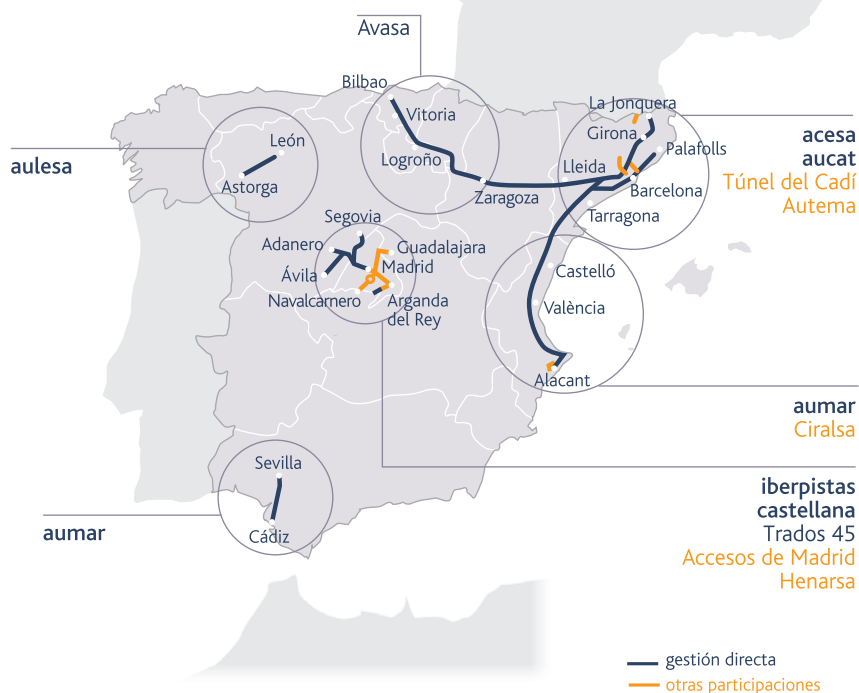 Avasa
Bilbao
Vitoria
Logroño
Zaragoza
La Jonquera
Girona
Palafolls
Lleida
Barcelona
Tarragona
acesa
aucat
Túnel del Cadí
Autema
León
Astorga
aulesa
Segovia
Adanero
Guadalajara
Ávila
Madrid
Navalcarnero
Arganda
del Rey
Castelló
València
Alacant
aumar
Ciralsa
iberpistas
castellana
Trados 45
Accesos de Madrid
Henarsa
Sevilla
Cádiz
aumar
gestión directa
otras participaciones